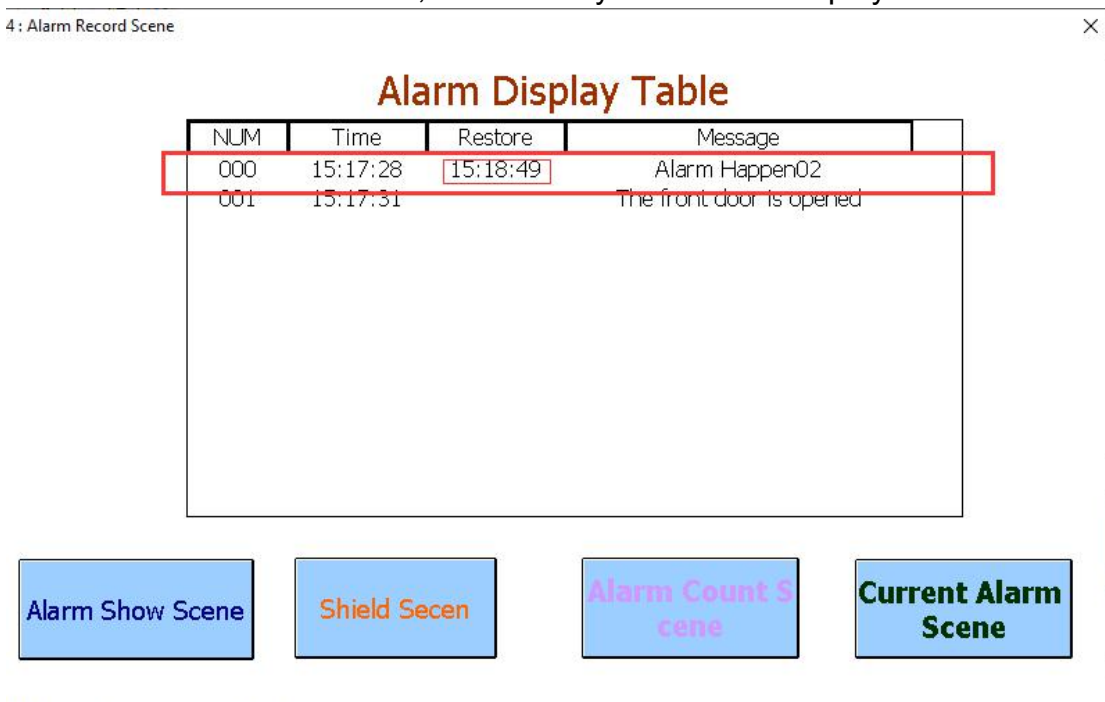 4 : Alarm Record Scene
Alarm Display Table
NUM Time Restore Message
000 15:17:28 15:18:49 Alarm Happen02
001 15:17:31 The front door is opened
Alarm Show Scene
Shield Secen
Alarm Count S
cene
Current Alarm
Scene